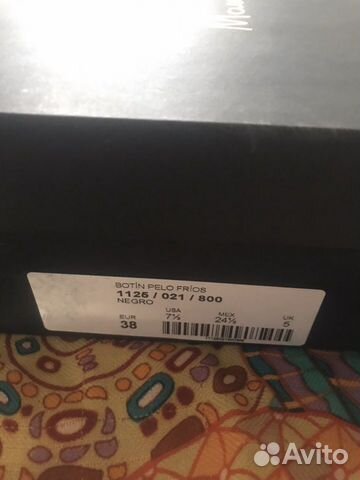 BOTÍN PELO FRÍOS
1125 / 021 / 800
NEGRO
EUR USA MEX UK
38 7½ 24½ 5
Avito